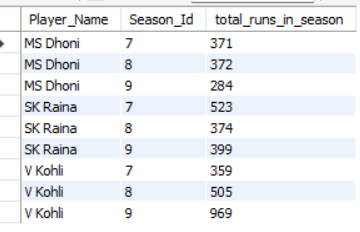 Player_Name Season_Id total_runs_in_season
MS Dhoni 7 371
MS Dhoni 8 372
MS Dhoni 9 284
SK Raina 7 523
SK Raina 8 374
SK Raina 9 399
V Kohli 7 359
V Kohli 8 505
V Kohli 9 969